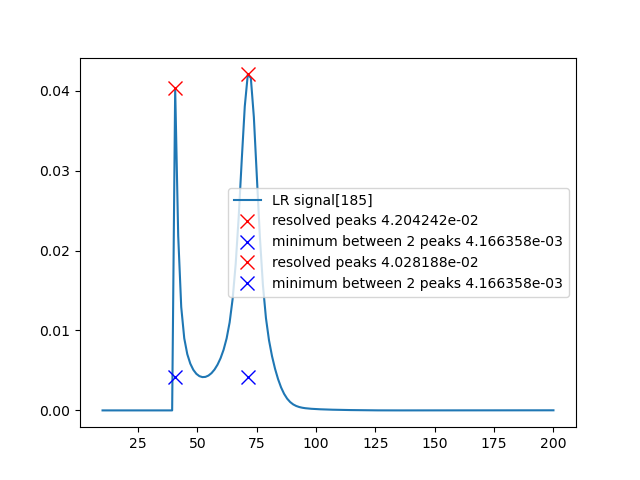 0.04
0.03
0.02
0.01
0.00
LR signal[185]
resolved peaks 4.204242e-02
minimum between 2 peaks 4.166358e-03
resolved peaks 4.028188e-02
minimum between 2 peaks 4.166358e-03
25 50 75 100 125 150 175 200